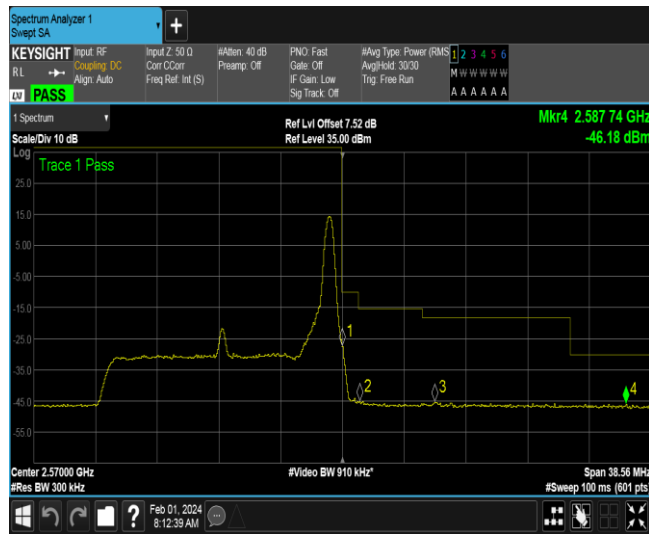 Spectrum Analyzer 1
Swept SA
KEYSIGHT
RL
LXI PASS
Input: RF
Coupling: DC
Align: Auto
Input Z: 50 Ω
Corr CCorr
Freq Ref: Int (S)
#Atten: 40 dB
Preamp: Off
PNO: Fast
Gate: Off
IF Gain: Low
Sig Track: Off
#Avg Type: Power (RMS
Avg|Hold: 30/30
Trig: Free Run
1 2 3 4 5 6
M W W W W W
A A A A A A
1 Spectrum
Scale/Div 10 dB
Ref Lvl Offset 7.52 dB
Ref Level 35.00 dBm
Mkr4 2.587 74 GHz
-46.18 dBm
Log
Trace 1 Pass
25.0
15.0
5.00
-5.00
-15.0
-25.0
-35.0
-45.0
-55.0
1
2
3
4
Center 2.57000 GHz
#Res BW 300 kHz
#Video BW 910 kHz*
Span 38.56 MHz
#Sweep 100 ms (601 pts)
Feb 01, 2024
8:12:39 AM
?